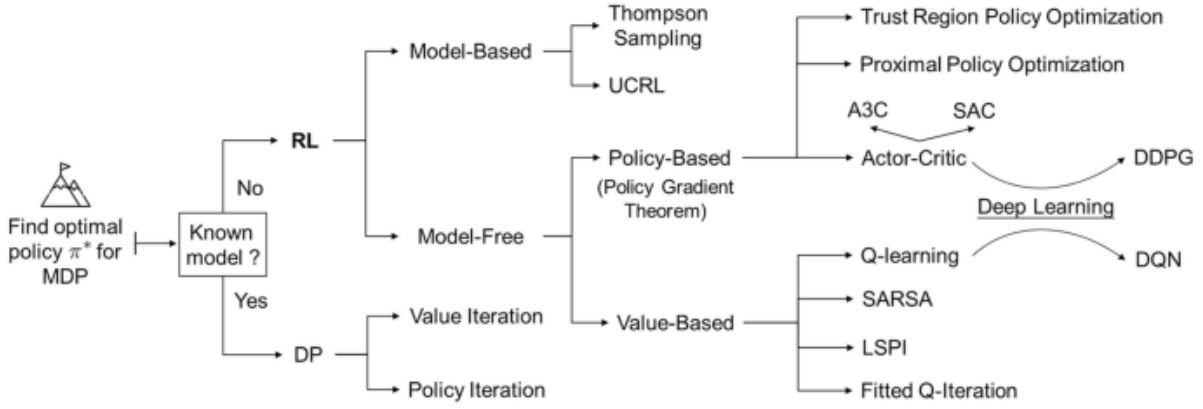 Find optimal
policy π* for
MDP
Known
model ?
No
Yes
RL
DP
Model-Based
Model-Free
Value Iteration
Policy Iteration
Thompson
Sampling
UCRL
Policy-Based
(Policy Gradient
Theorem)
Value-Based
Trust Region Policy Optimization
Proximal Policy Optimization
A3C
SAC
Actor-Critic
DDPG
Deep Learning
Q-learning
DQN
SARSA
LSPI
Fitted Q-Iteration